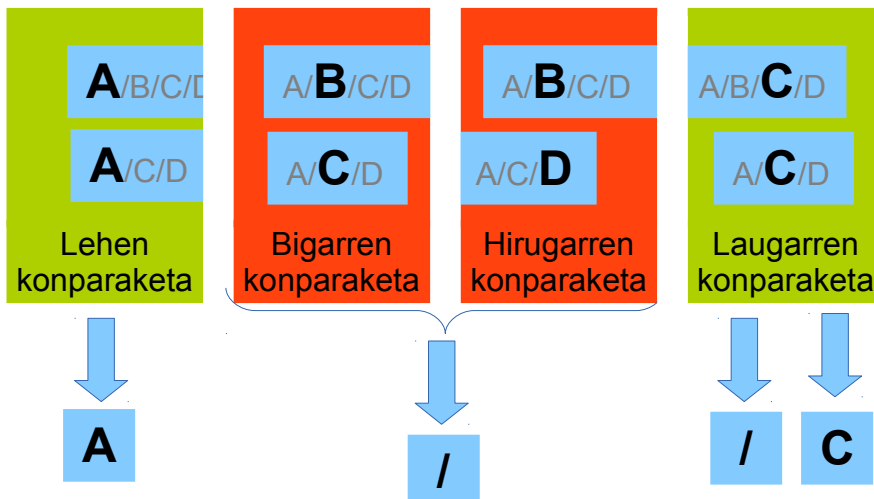 A/B/C/D
A/C/D
Lehen
konparaketa
A/B/C/D
A/C/D
Bigarren
konparaketa
A/B/C/D
A/C/D
Hirugarren
konparaketa
A/B/C/D
A/C/D
Laugarren
konparaketa
A
/
/
C